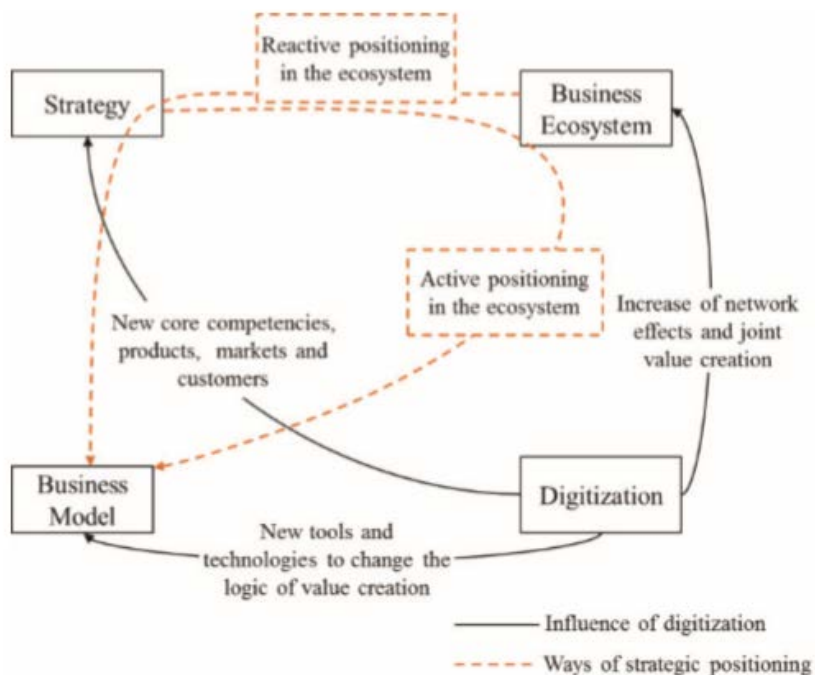 Reactive positioning
in the ecosystem
Strategy
Business
Ecosystem
Active positioning
in the ecosystem
Increase of network
effects and joint
value creation
New core competencies,
products, markets and
customers
Business
Model
Digitization
New tools and
technologies to change the
logic of value creation
Influence of digitization
Ways of strategic positioning